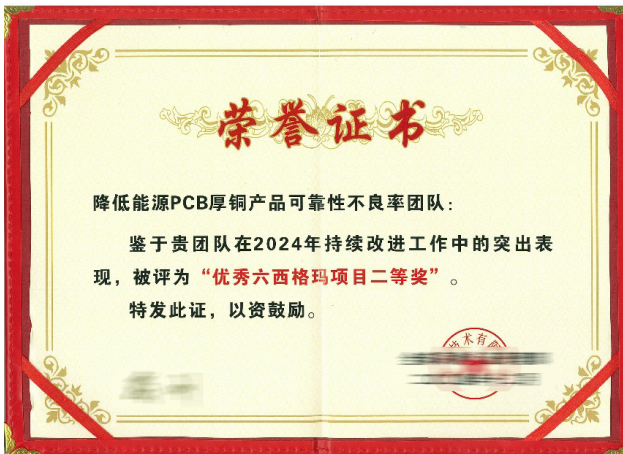 荣誉证书
降低能源PCB厚铜产品可靠性不良率团队:
鉴于贵团队在2024年持续改进工作中的突出表
现,被评为“优秀六西格玛项目二等奖”。
特发此证,以资鼓励。
技术有